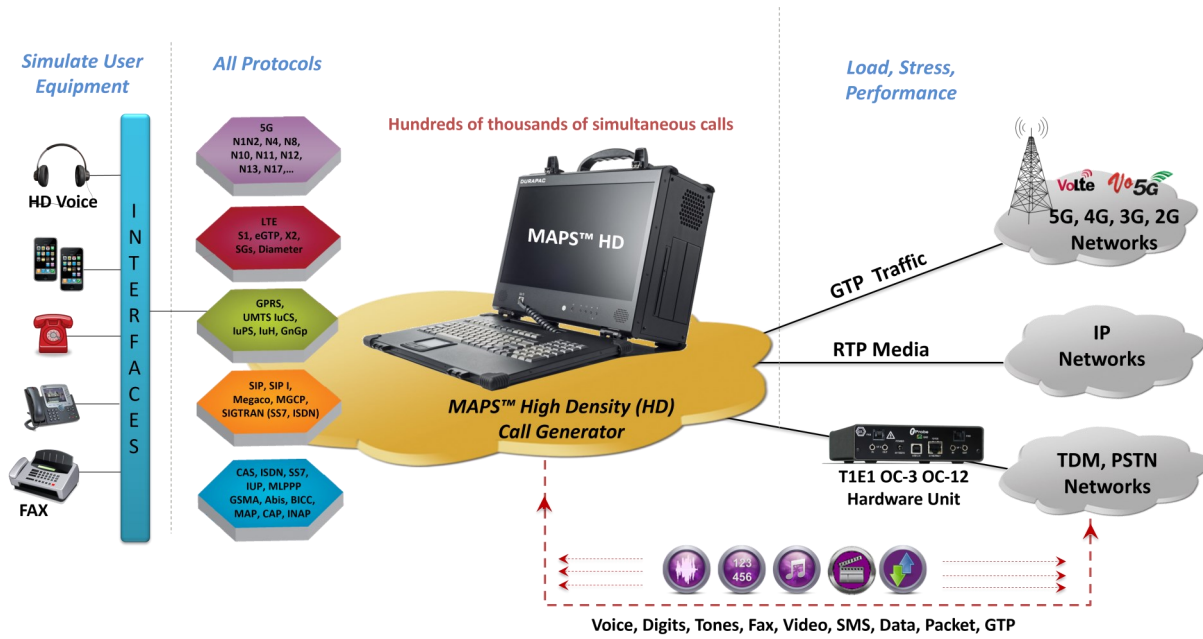 Simulate User
Equipment
All Protocols
Load, Stress,
Performance
Hundreds of thousands of simultaneous calls
HD Voice
FAX
INTERFACES
5G
N1N2, N4, N8,
N10, N11, N12,
N13, N17,...
LTE
S1, eGTP, X2,
SGs, Diameter
GPRS,
UMTS IuCS,
IuPS, IuH, GnGp
SIP, SIP I,
Megaco, MGCP,
SIGTRAN (SS7, ISDN)
CAS, ISDN, SS7,
IUP, MLPPP
GSMA, Abis, BICC,
MAP, CAP, INAP
DURAPAC
MAPS™ HD
MAPS™ High Density (HD)
Call Generator
GTP Traffic
RTP Media
VoLte
Vo5G
5G, 4G, 3G, 2G
Networks
IP
Networks
T1E1 OC-3 OC-12
Hardware Unit
TDM, PSTN
Networks
123
456
Voice, Digits, Tones, Fax, Video, SMS, Data, Packet, GTP